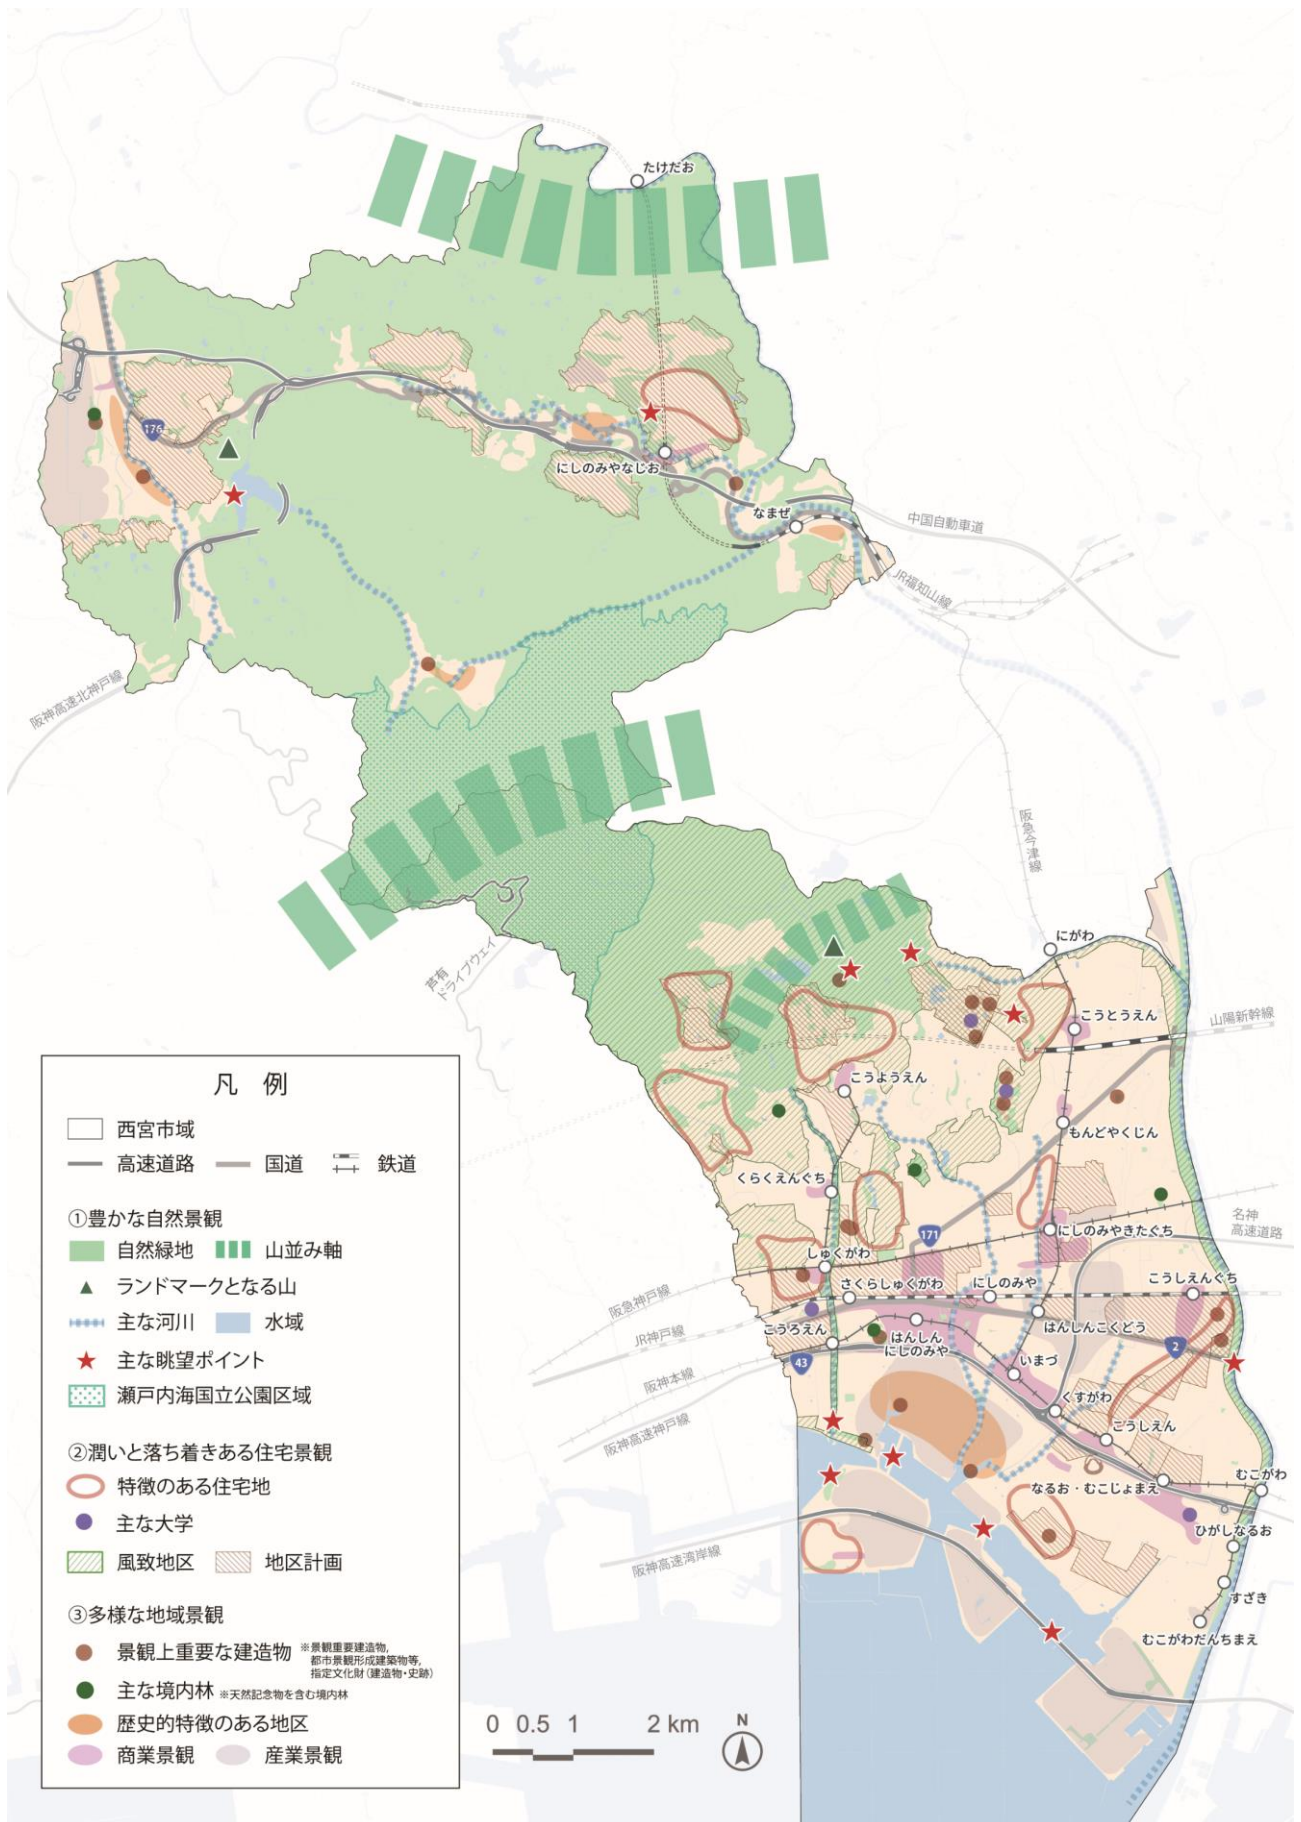 たけだお
176
にしのみやなじお
なまぜ
中国自動車道
JR福知山線
阪神高速北神戸線
阪急今津線
芦有
ドライブウェイ
にがわ
山陽新幹線
こうとうえん
こうようえん
もんどやくじん
くらくえんぐち
名神
高速道路
171
にしのみやきたぐち
しゅくがわ
さくらしゅくがわ
にしのみや
こうしえんぐち
阪急神戸線
JR神戸線
こうろえん
はんしん
にしのみや
はんしんこくどう
2
43
いまづ
阪神本線
くすがわ
阪神高速神戸線
こうしえん
なるお・むこじょまえ
むこがわ
ひがしなるお
阪神高速湾岸線
すざき
むこがわだんちまえ
凡 例
西宮市域
高速道路 国道 鉄道
①豊かな自然景観
自然緑地 山並み軸
ランドマークとなる山
主な河川 水域
主な眺望ポイント
瀬戸内海国立公園区域
②潤いと落ち着きある住宅景観
特徴のある住宅地
主な大学
風致地区 地区計画
③多様な地域景観
景観上重要な建造物 ※景観重要建造物,
都市景観形成建築物等,
指定文化財(建造物・史跡)
主な境内林 ※天然記念物を含む境内林
歴史的特徴のある地区
商業景観 産業景観
0 0.5 1 2 km
N